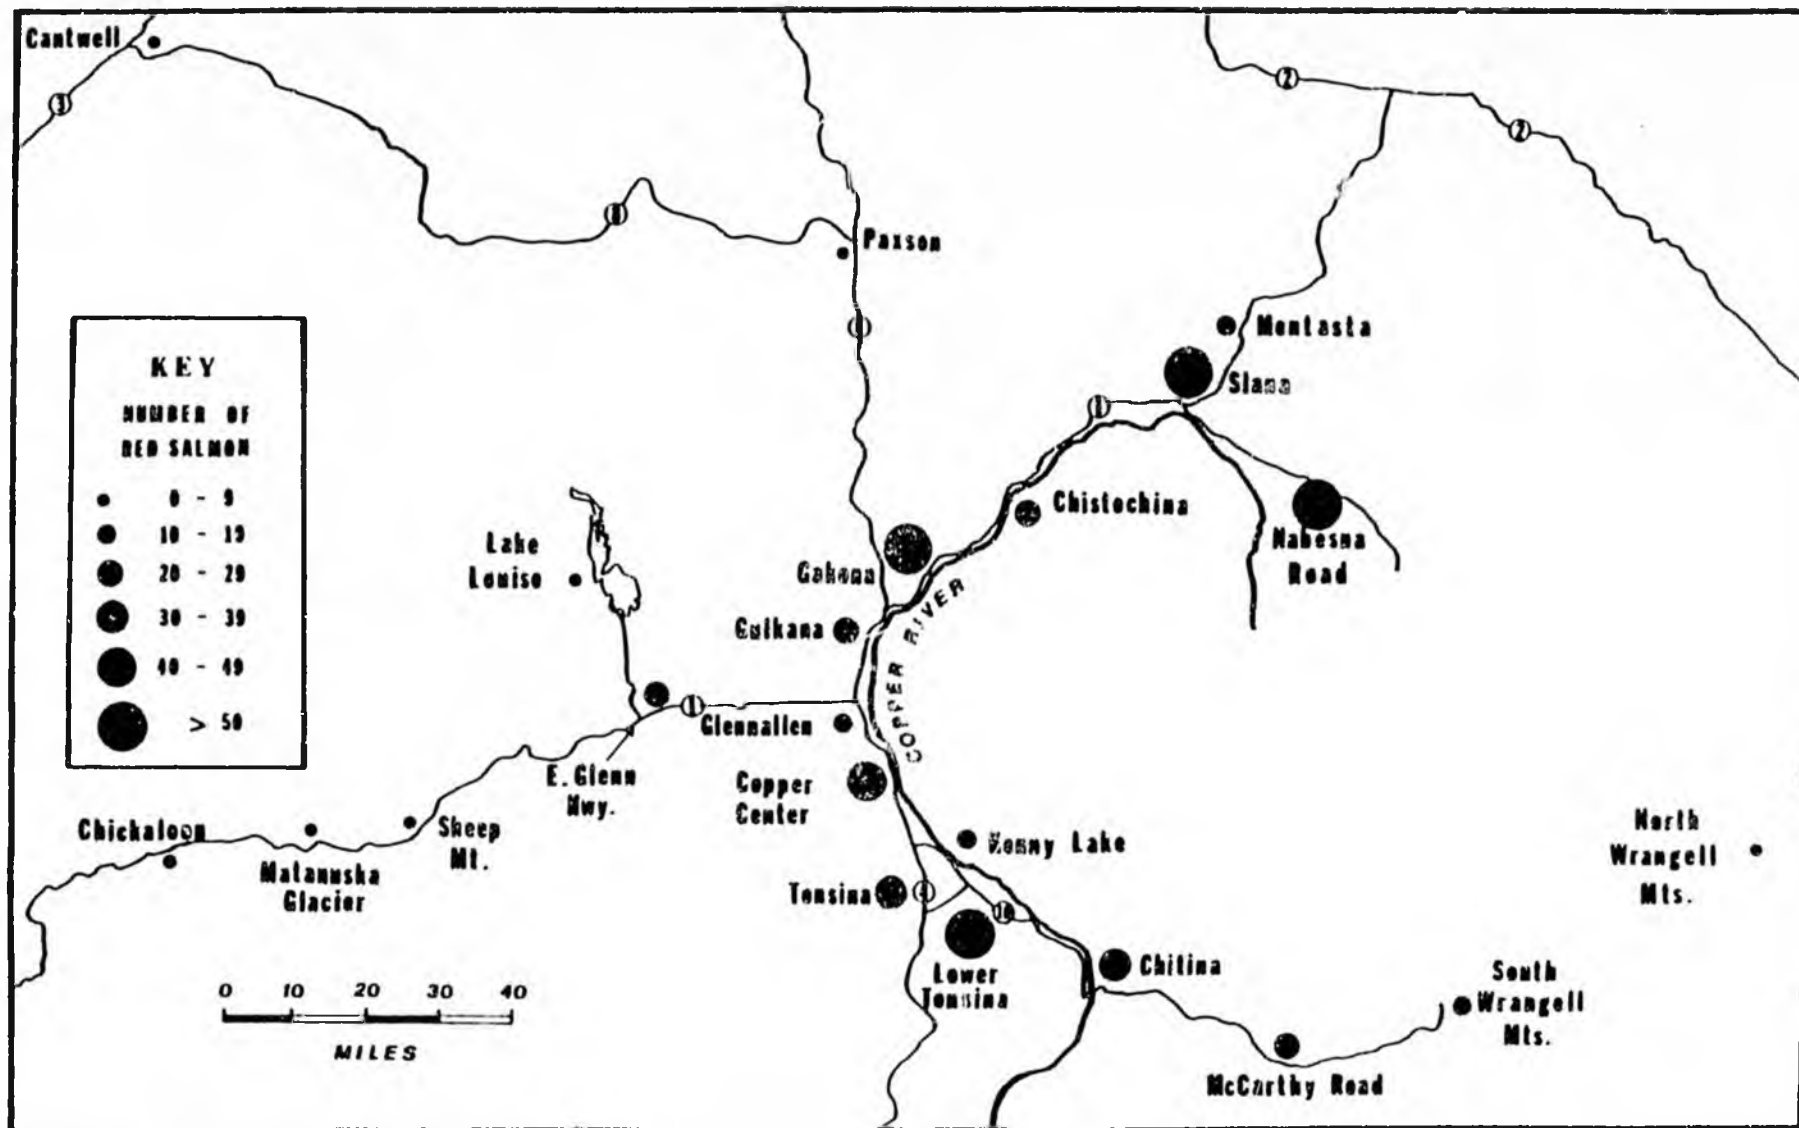 Cantwell
3
2
2
8
Paxson
1
Mentasta
Slana
KEY
NUMBER OF
RED SALMON
0 - 9
10 - 19
20 - 29
30 - 39
40 - 49
> 50
1
Chistochina
Nabesna
Road
Lake
Louise
Gakona
Gulkana
COPPER RIVER
1
Glennallen
E. Glenn
Hwy.
Copper
Center
Chickaloon
Sheep
Mt.
Matanuska
Glacier
Kenny Lake
North
Wrangell
Mts.
Tonsina
4
10
Lower
Tonsina
Chitina
South
Wrangell
Mts.
McCarthy Road
0 10 20 30 40
MILES